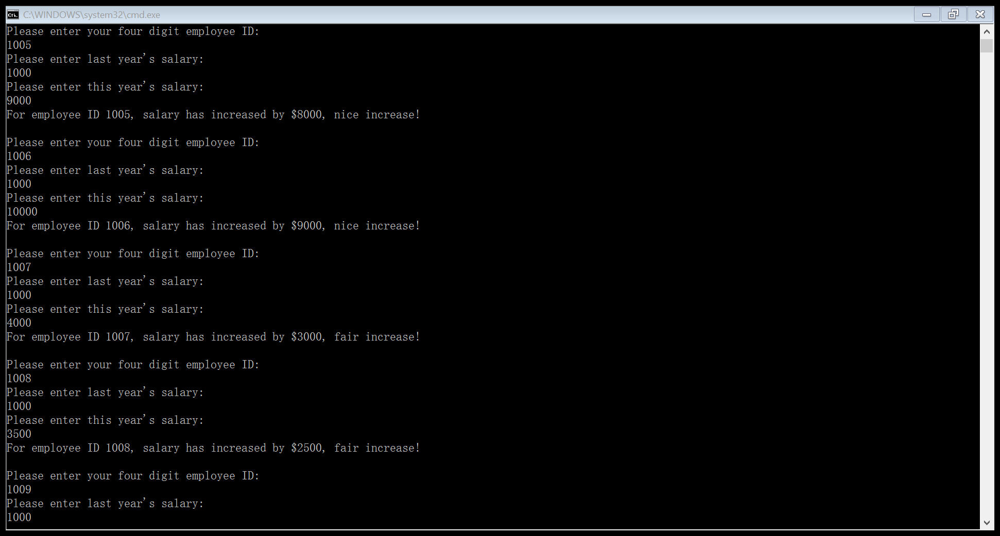 C:\WINDOWS\system32\cmd.exe
Please enter your four digit employee ID:
1005
Please enter last year's salary:
1000
Please enter this year's salary:
9000
For employee ID 1005, salary has increased by $8000, nice increase!
Please enter your four digit employee ID:
1006
Please enter last year's salary:
1000
Please enter this year's salary:
10000
For employee ID 1006, salary has increased by $9000, nice increase!
Please enter your four digit employee ID:
1007
Please enter last year's salary:
1000
Please enter this year's salary:
4000
For employee ID 1007, salary has increased by $3000, fair increase!
Please enter your four digit employee ID:
1008
Please enter last year's salary:
1000
Please enter this year's salary:
3500
For employee ID 1008, salary has increased by $2500, fair increase!
Please enter your four digit employee ID:
1009
Please enter last year's salary:
1000